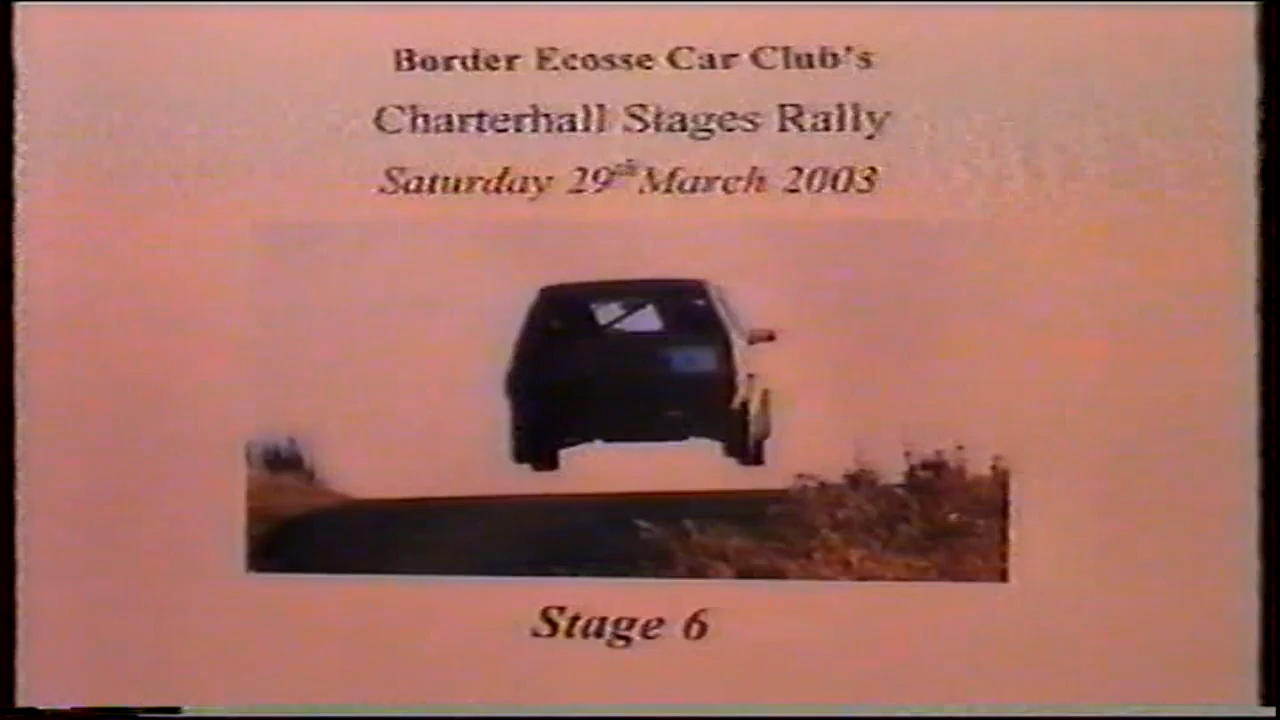 Border Ecosse Car Club's
Charterhall Stages Rally
Saturday 29th March 2003
Stage 6